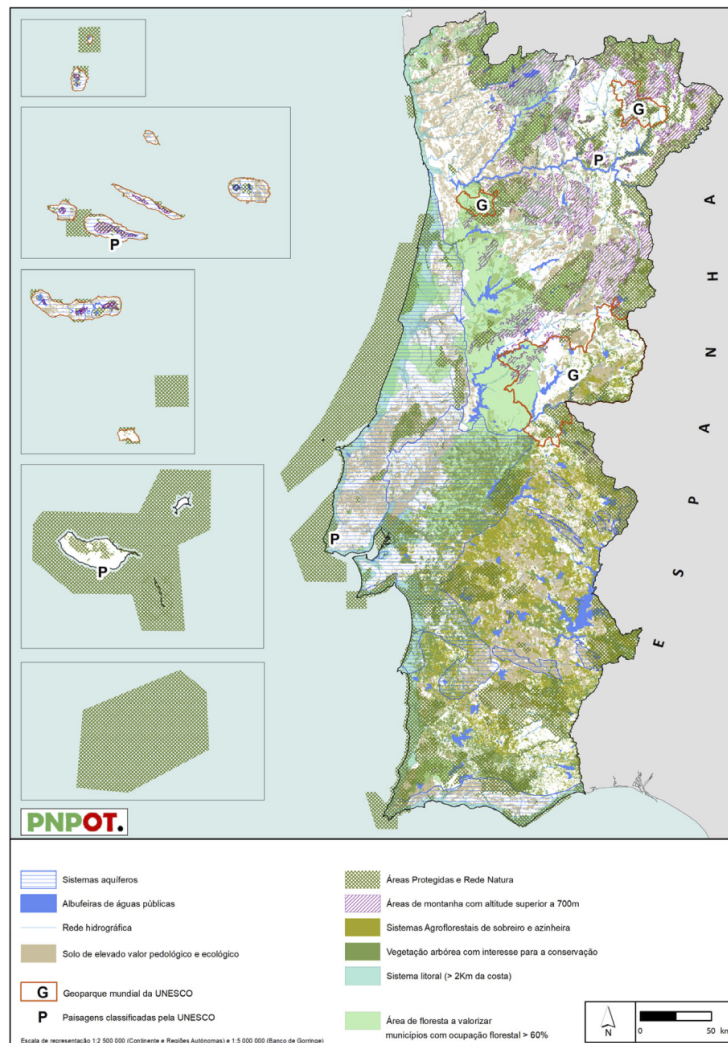 G
P
G
P
G
P
P
ESPANHA
PNPOT.
Sistemas aquíferos
Albufeiras de águas públicas
Rede hidrográfica
Solo de elevado valor pedológico e ecológico
G Geoparque mundial da UNESCO
P Paisagens classificadas pela UNESCO
Escala de representação 1:2 500 000 (Continente e Regiões Autónomas) e 1:5 000 000 (Banco de Gorringe)
Áreas Protegidas e Rede Natura
Áreas de montanha com altitude superior a 700m
Sistemas Agroflorestais de sobreiro e azinheira
Vegetação arbórea com interesse para a conservação
Sistema litoral (> 2Km da costa)
Área de floresta a valorizar
municípios com ocupação florestal > 60%
N
0 50 km